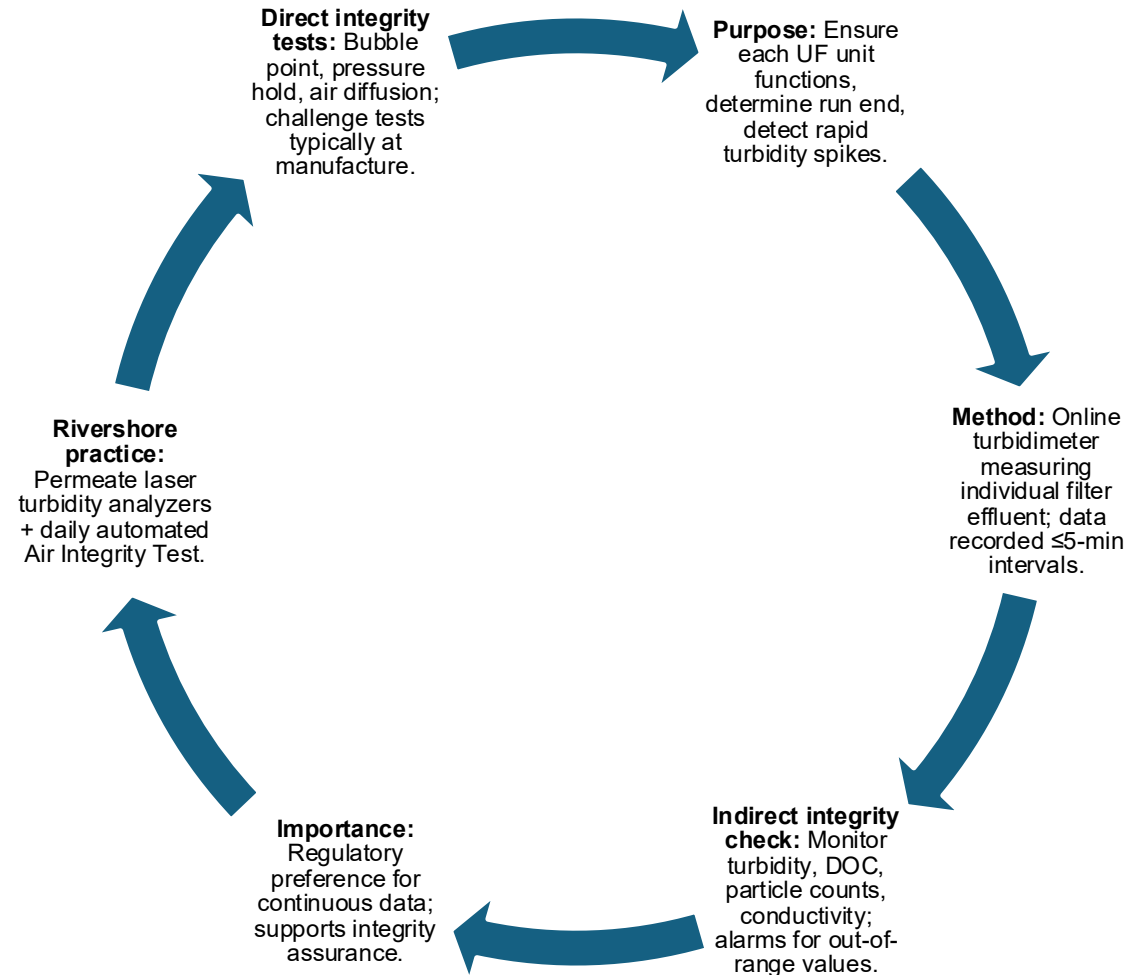 Direct integrity
tests: Bubble
point, pressure
hold, air diffusion;
challenge tests
typically at
manufacture.
Purpose: Ensure
each UF unit
functions,
determine run end,
detect rapid
turbidity spikes.
Method: Online
turbidimeter
measuring
individual filter
effluent; data
recorded ≤5-min
intervals.
Indirect integrity
check: Monitor
turbidity, DOC,
particle counts,
conductivity;
alarms for out-of-
range values.
Importance:
Regulatory
preference for
continuous data;
supports integrity
assurance.
Rivershore
practice:
Permeate laser
turbidity analyzers
+ daily automated
Air Integrity Test.